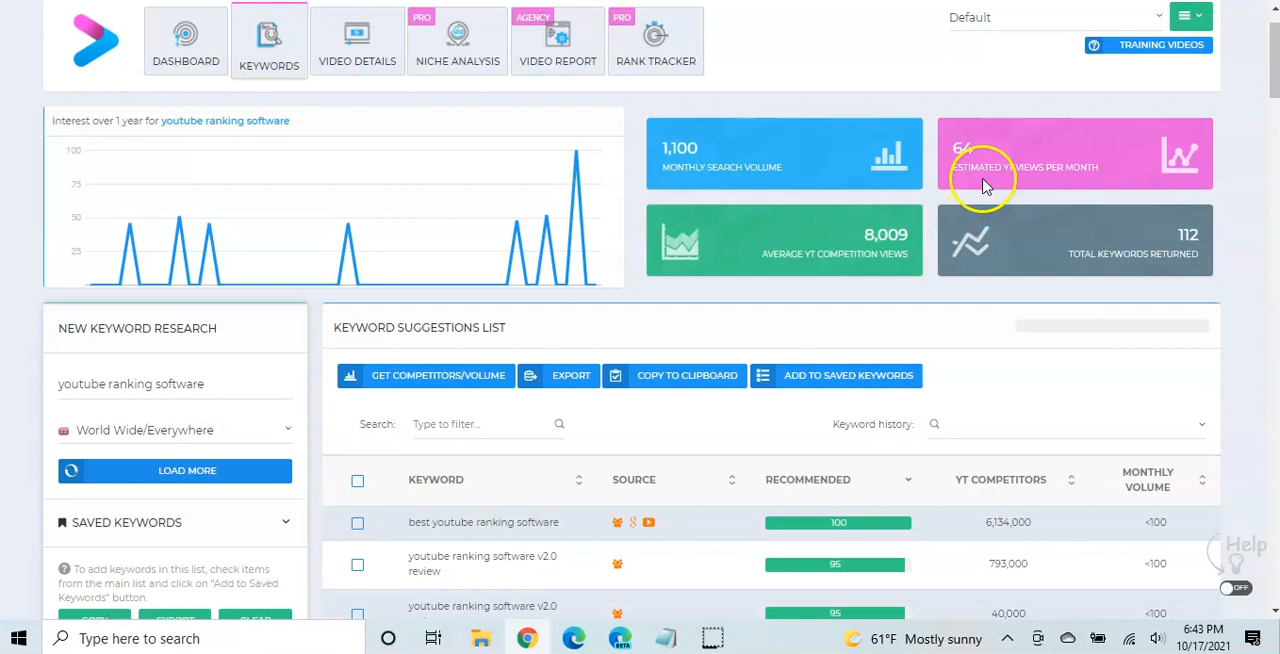 PRO
AGENCY
PRO
DASHBOARD
KEYWORDS
VIDEO DETAILS
NICHE ANALYSIS
VIDEO REPORT
RANK TRACKER
Default
TRAINING VIDEOS
Interest over 1 year for youtube ranking software
100
75
50
25
1,100
MONTHLY SEARCH VOLUME
64
ESTIMATED YT VIEWS PER MONTH
8,009
AVERAGE YT COMPETITION VIEWS
112
TOTAL KEYWORDS RETURNED
NEW KEYWORD RESEARCH
youtube ranking software
World Wide/Everywhere
LOAD MORE
SAVED KEYWORDS
To add keywords in this list, check items
from the main list and click on "Add to Saved
Keywords" button.
COPY EXPORT CLEAR
KEYWORD SUGGESTIONS LIST
GET COMPETITORS/VOLUME
EXPORT
COPY TO CLIPBOARD
ADD TO SAVED KEYWORDS
Search: Type to filter...
Keyword history:
KEYWORD SOURCE RECOMMENDED YT COMPETITORS MONTHLY
VOLUME
best youtube ranking software 100 6,134,000 <100
youtube ranking software v2.0
review 95 793,000 <100
youtube ranking software v2.0 95 40,000 <100
Help
OFF
Type here to search
BETA
61°F Mostly sunny
6:43 PM
10/17/2021